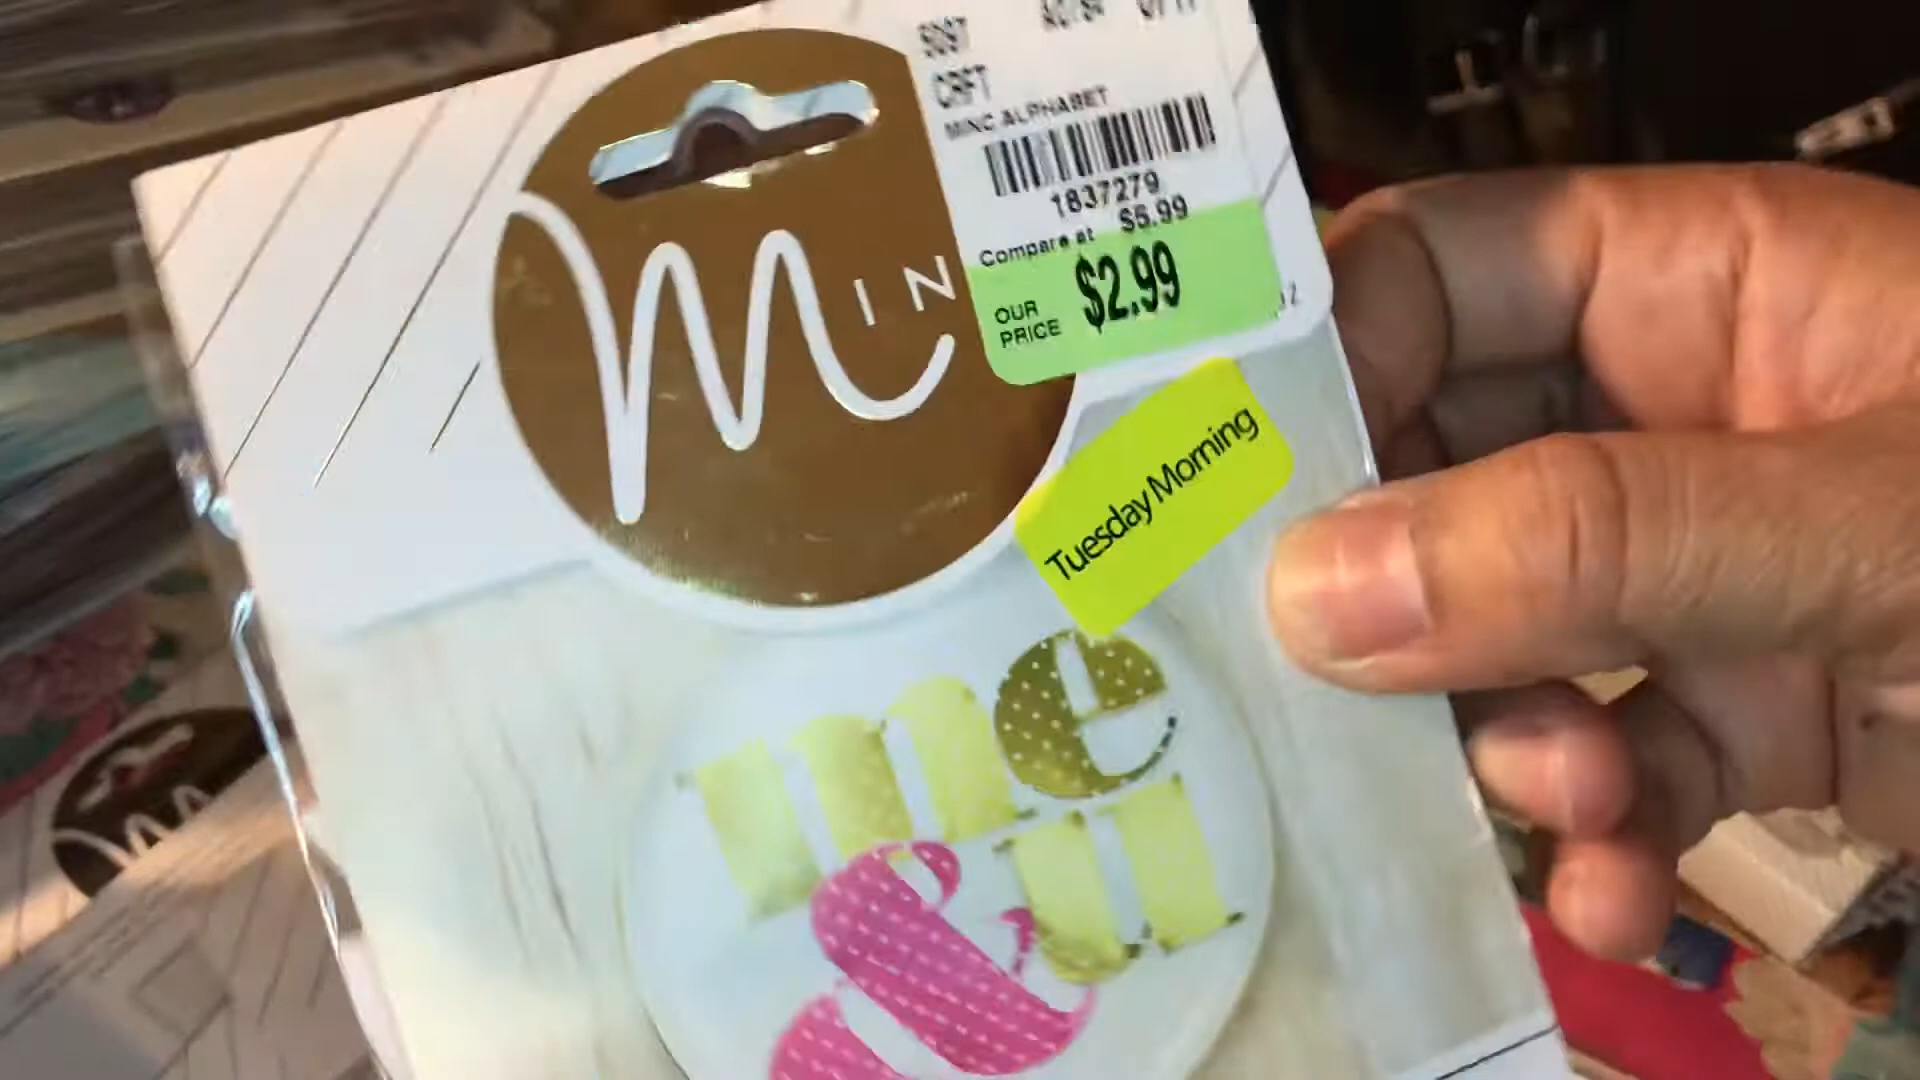 CRFT
MINC ALPHABET
1837279
Compare at $5.99
OUR PRICE $2.99
MIN
Tuesday Morning
me
& u